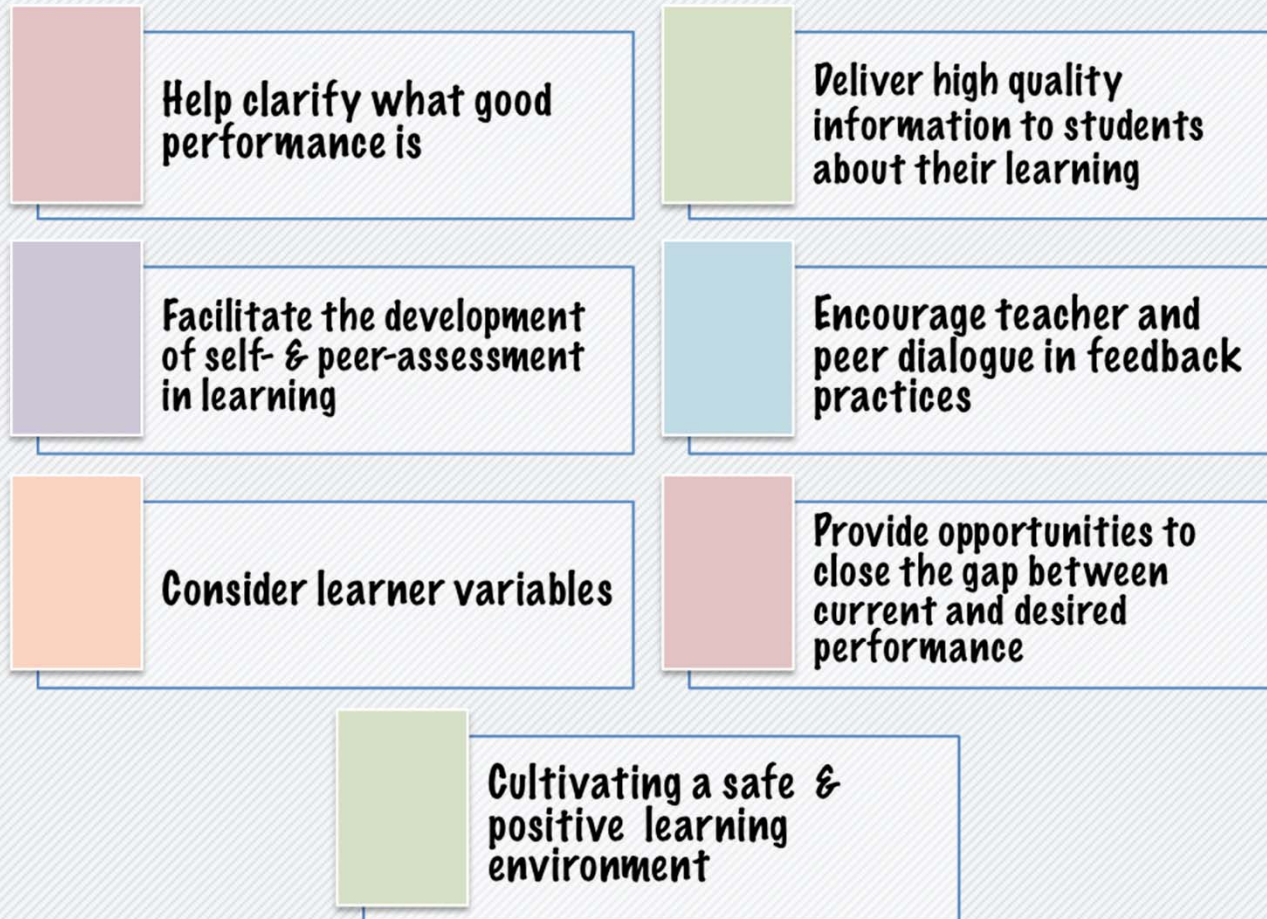 Help clarify what good
performance is
Deliver high quality
information to students
about their learning
Facilitate the development
of self- & peer-assessment
in learning
Encourage teacher and
peer dialogue in feedback
practices
Consider learner variables
Provide opportunities to
close the gap between
current and desired
performance
Cultivating a safe & 
positive learning
environment